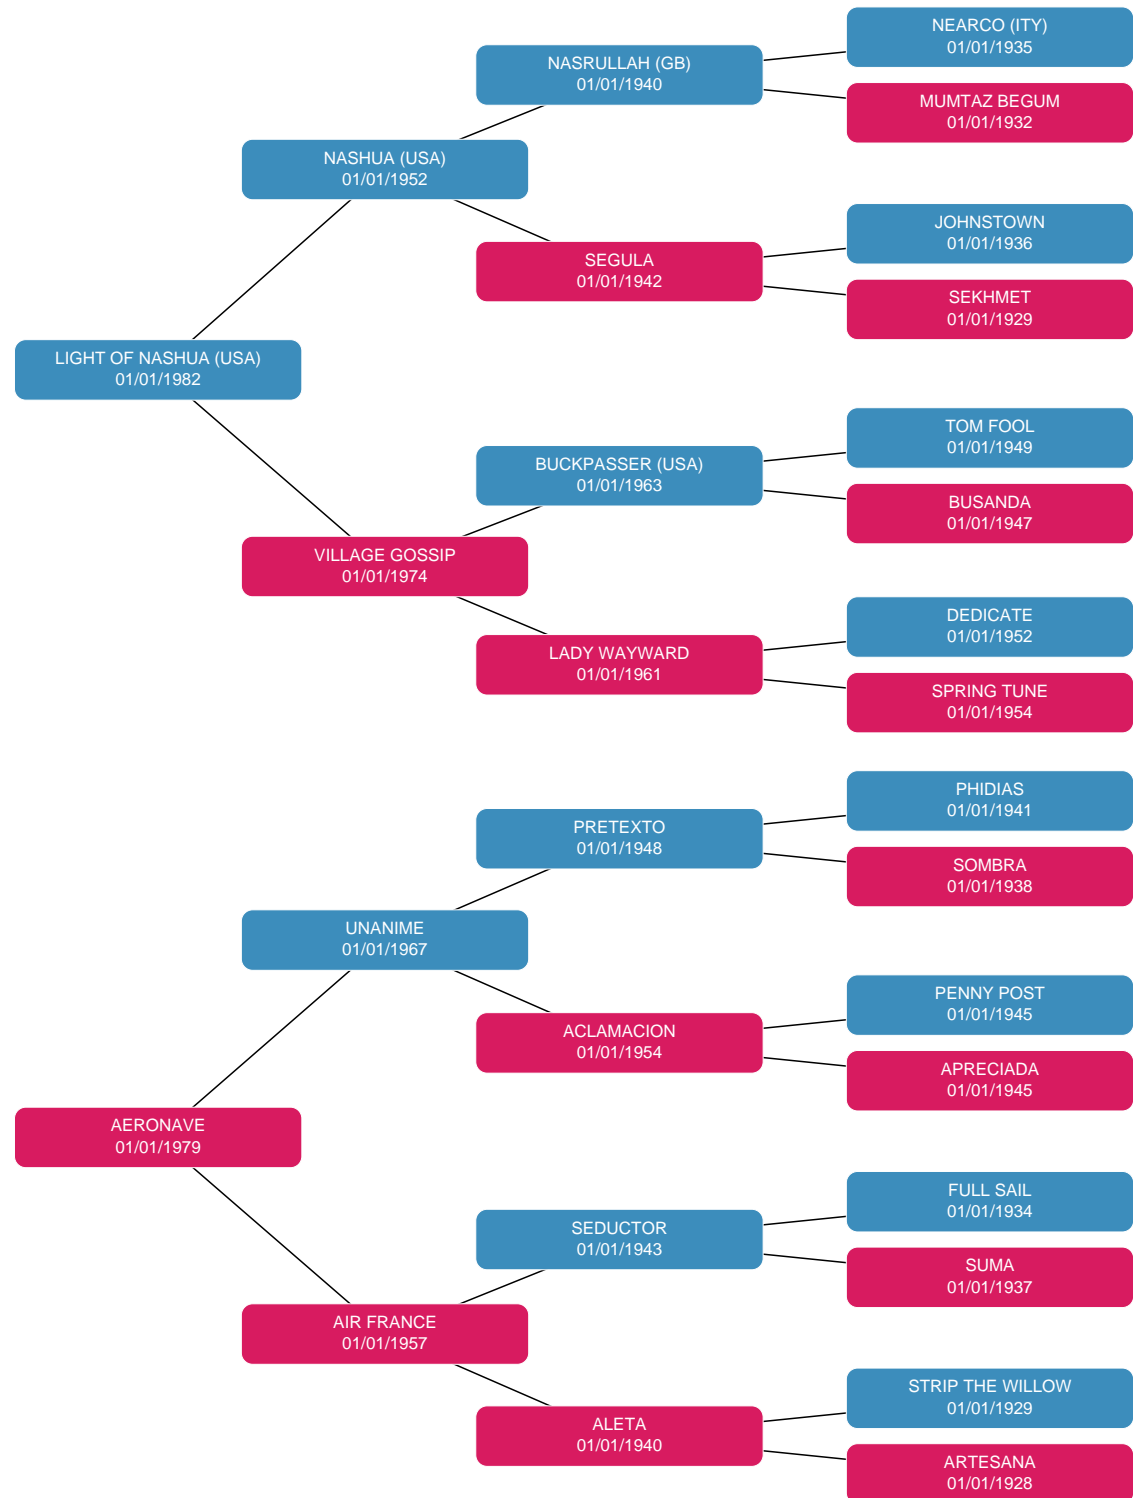 NEARCO (ITY)
01/01/1935
NASRULLAH (GB)
01/01/1940
MUMTAZ BEGUM
01/01/1932
NASHUA (USA)
01/01/1952
JOHNSTOWN
01/01/1936
SEGULA
01/01/1942
SEKHMET
01/01/1929
LIGHT OF NASHUA (USA)
01/01/1982
TOM FOOL
01/01/1949
BUCKPASSER (USA)
01/01/1963
BUSANDA
01/01/1947
VILLAGE GOSSIP
01/01/1974
DEDICATE
01/01/1952
LADY WAYWARD
01/01/1961
SPRING TUNE
01/01/1954
PHIDIAS
01/01/1941
PRETEXTO
01/01/1948
SOMBRA
01/01/1938
UNANIME
01/01/1967
PENNY POST
01/01/1945
ACLAMACION
01/01/1954
APRECIADA
01/01/1945
AERONAVE
01/01/1979
FULL SAIL
01/01/1934
SEDUCTOR
01/01/1943
SUMA
01/01/1937
AIR FRANCE
01/01/1957
STRIP THE WILLOW
01/01/1929
ALETA
01/01/1940
ARTESANA
01/01/1928